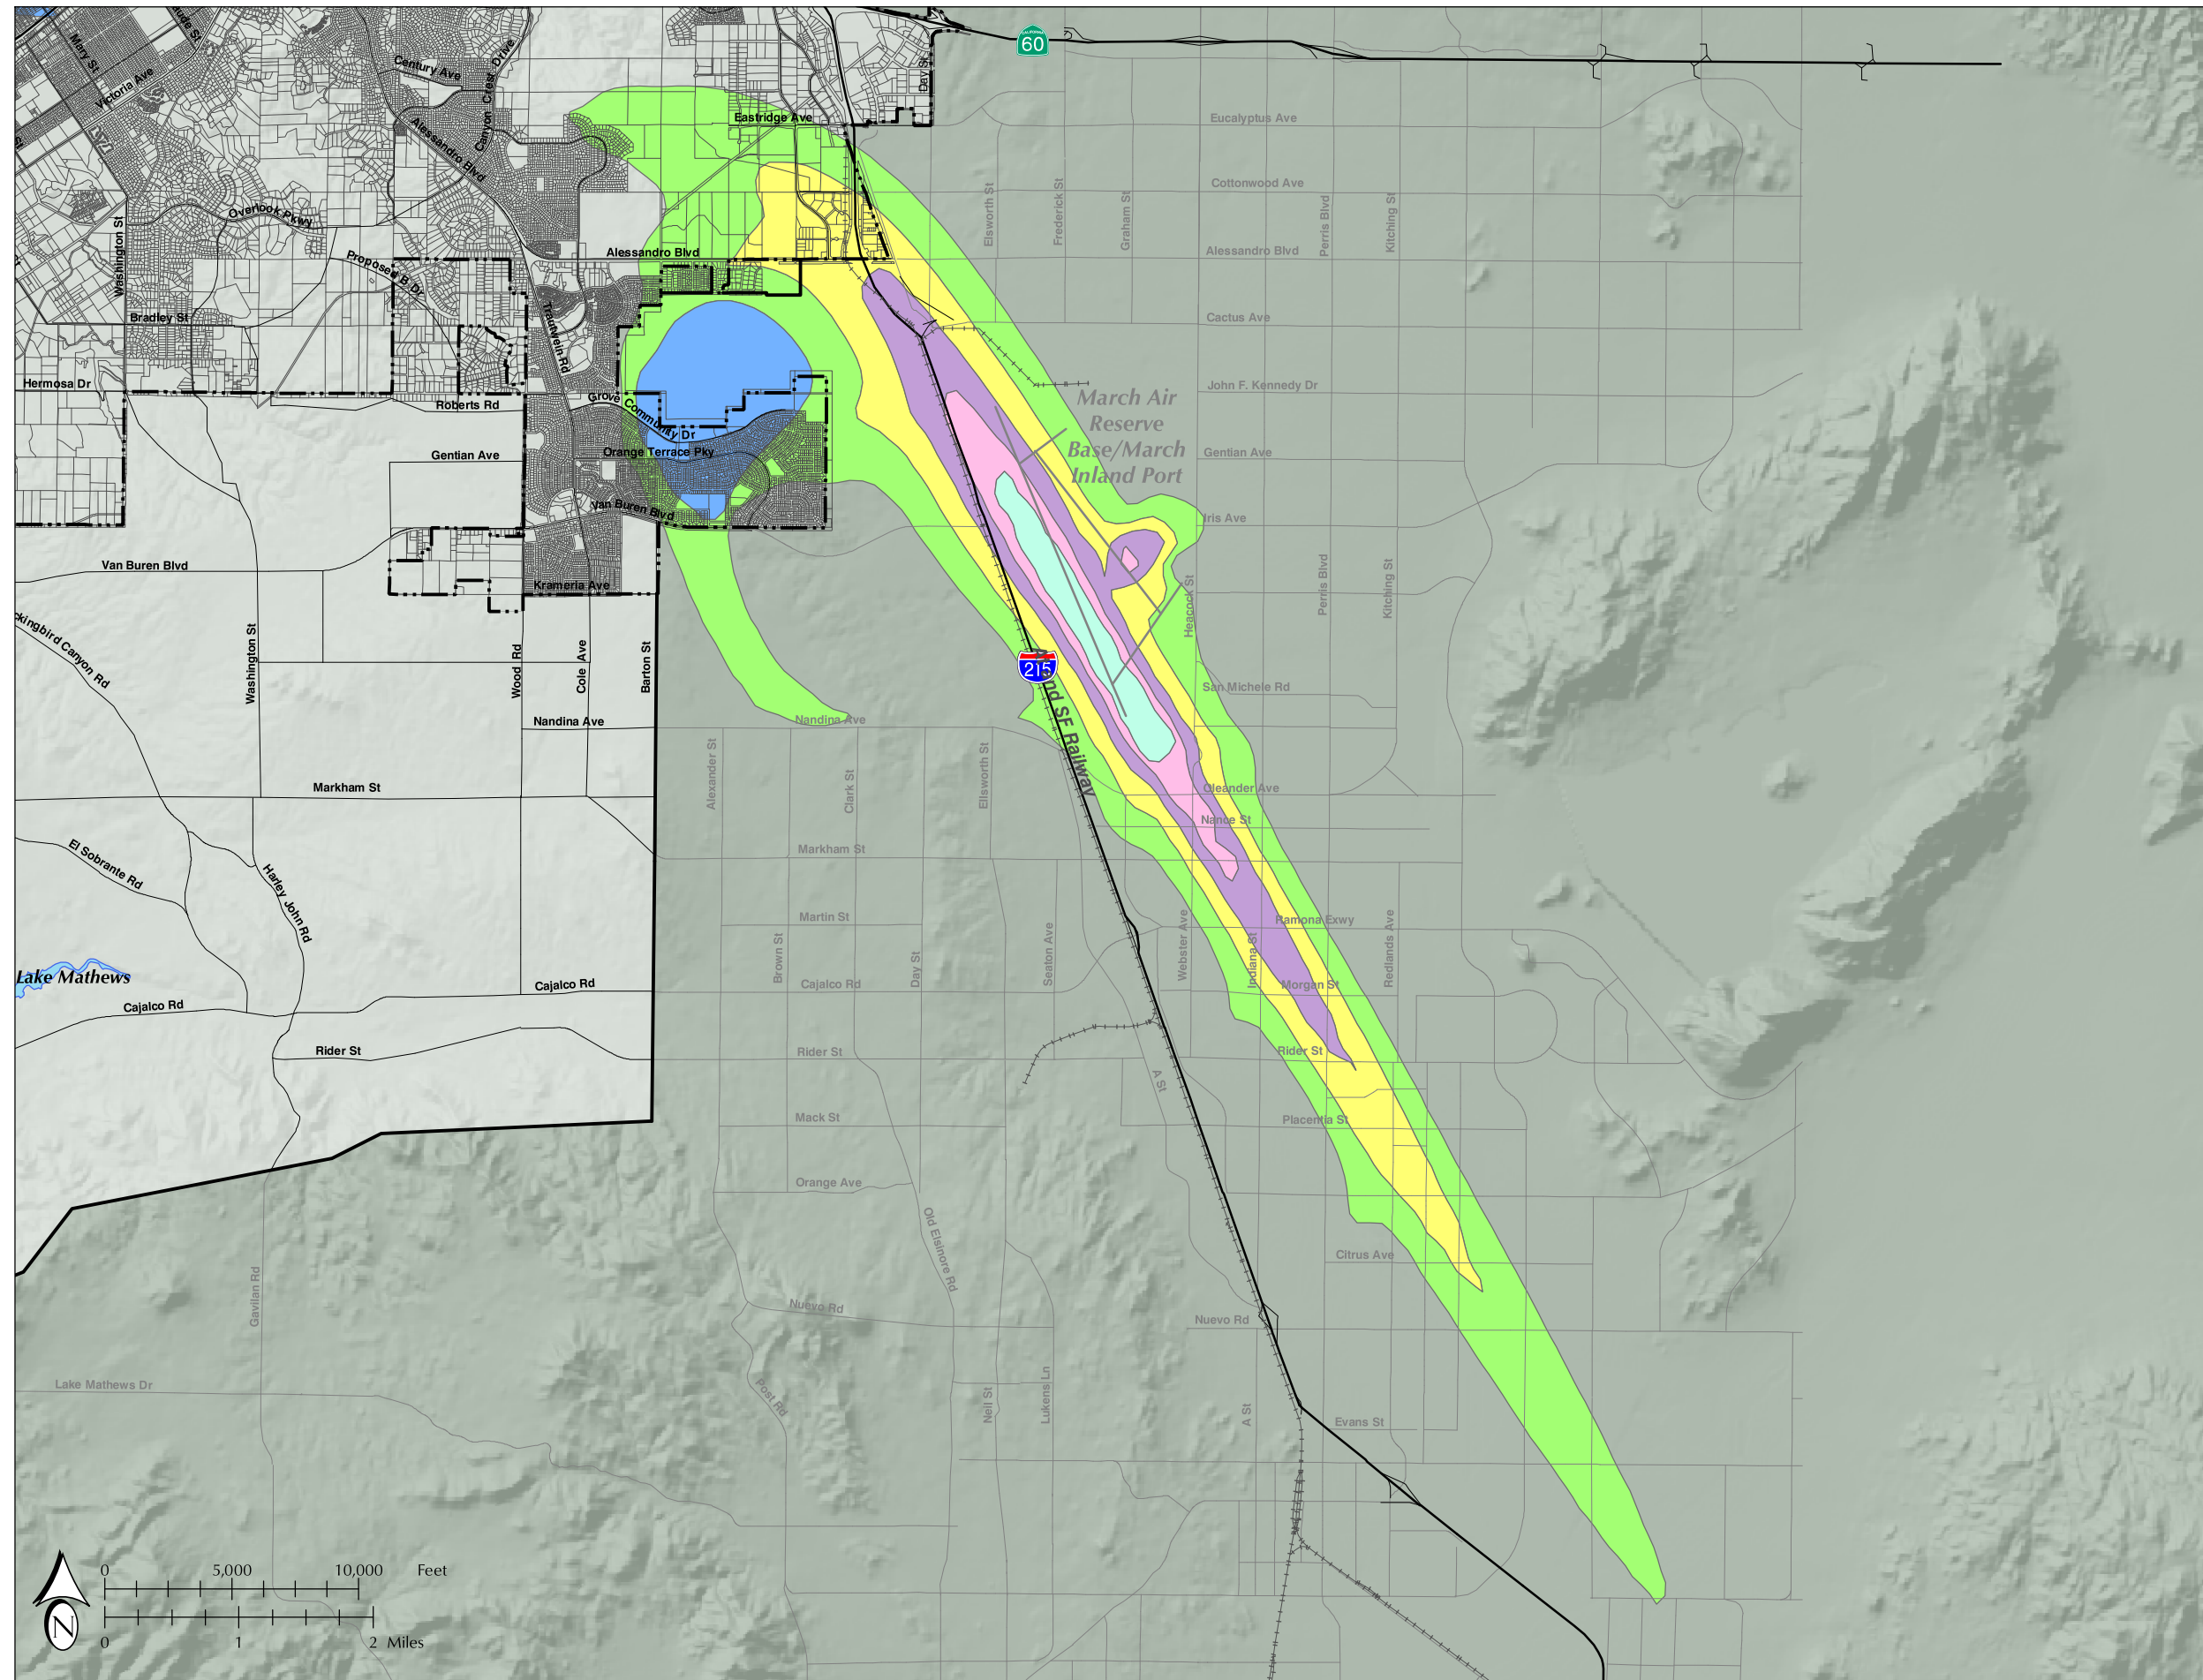 Mary St
Victoria Ave
Century Ave
Canyon Crest Drive
Alessandro Blvd
Day St
CALIFORNIA
60
Eastridge Ave
Eucalyptus Ave
Cottonwood Ave
Elsworth St
Frederick St
Graham St
Perris Blvd
Kitching St
Washington St
Overlook Pkwy
Proposed B Dr
Alessandro Blvd
Alessandro Blvd
Bradley St
Trautwein Rd
Cactus Ave
Hermosa Dr
Roberts Rd
Grove Community Dr
John F. Kennedy Dr
March Air
Reserve
Base/March
Inland Port
Gentian Ave
Orange Terrace Pky
Gentian Ave
Van Buren Blvd
Iris Ave
Van Buren Blvd
Krameria Ave
Perris Blvd
Kitching St
Heacock St
Washington St
Wood Rd
Cole Ave
Barton St
215
San Michele Rd
Nandina Ave
Nandina Ave
Alexander St
Clark St
Ellsworth St
Markham St
Oleander Ave
Nance St
Markham St
El Sobrante Rd
Harley John Rd
Martin St
Brown St
Day St
Seaton Ave
Webster Ave
Indiana St
Ramona Exwy
Redlands Ave
Lake Mathews
Cajalco Rd
Cajalco Rd
Cajalco Rd
Morgan St
Rider St
Rider St
Rider St
A St
Mack St
Placentia St
Orange Ave
Old Elsinore Rd
Citrus Ave
Gavilan Rd
Nuevo Rd
Nuevo Rd
Lake Mathews Dr
Post Rd
Neil St
Lukens Ln
A St
Evans St
0 5,000 10,000 Feet
N
0 1 2 Miles